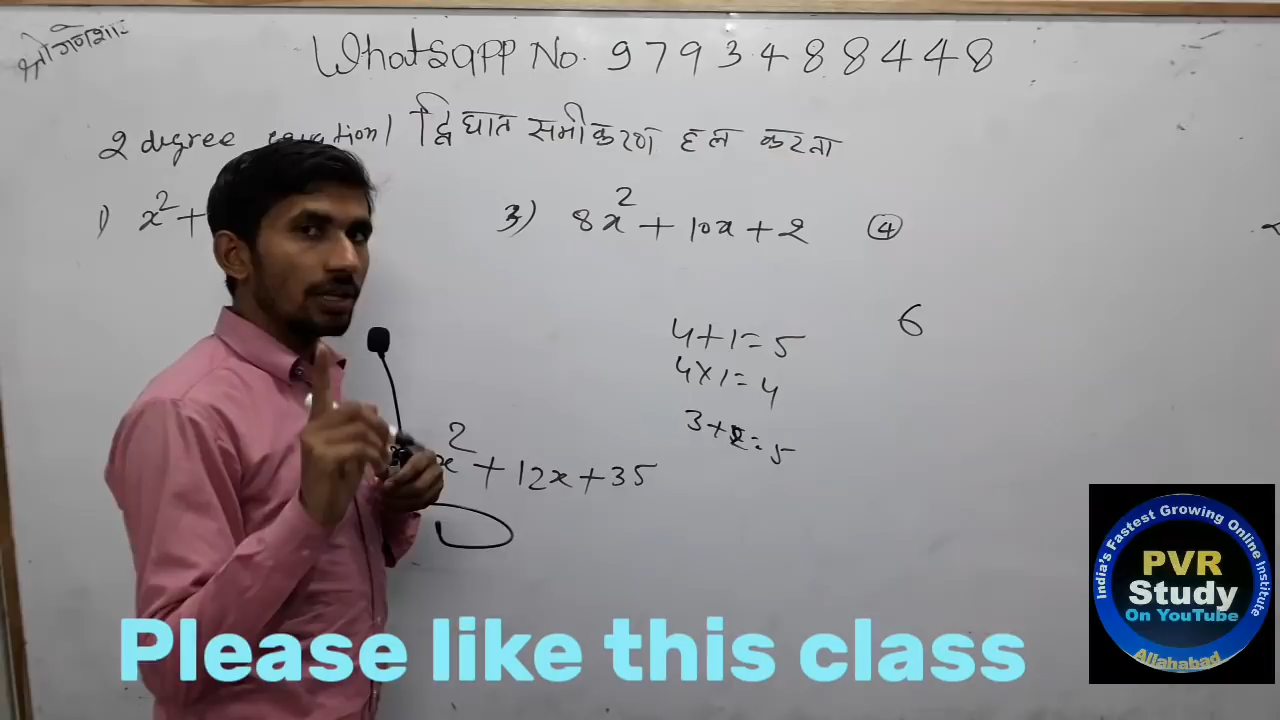 श्री गणेशाय
Whatsapp No. 9793488448
2 degree equation / द्विघात समीकरण हल करना
1) x² +
3) 8x² + 10x + 2
④
4+1=5
6
4×1=4
3+2=5
x² + 12x + 35
Please like this class
India's Fastest Growing Online Institute
PVR
Study
On YouTube
Allahabad